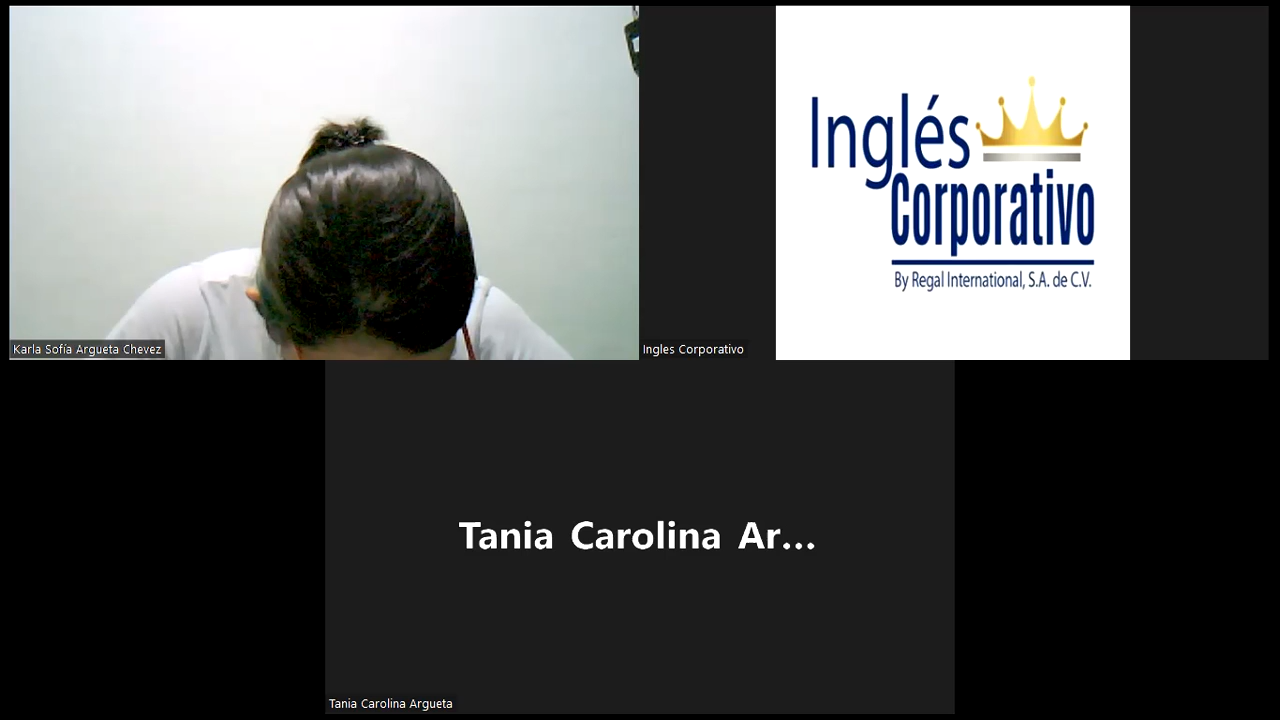 Inglés
Corporativo
By Regal International, S.A. de C.V.
Karla Sofía Argueta Chevez
Ingles Corporativo
Tania Carolina Ar...
Tania Carolina Argueta